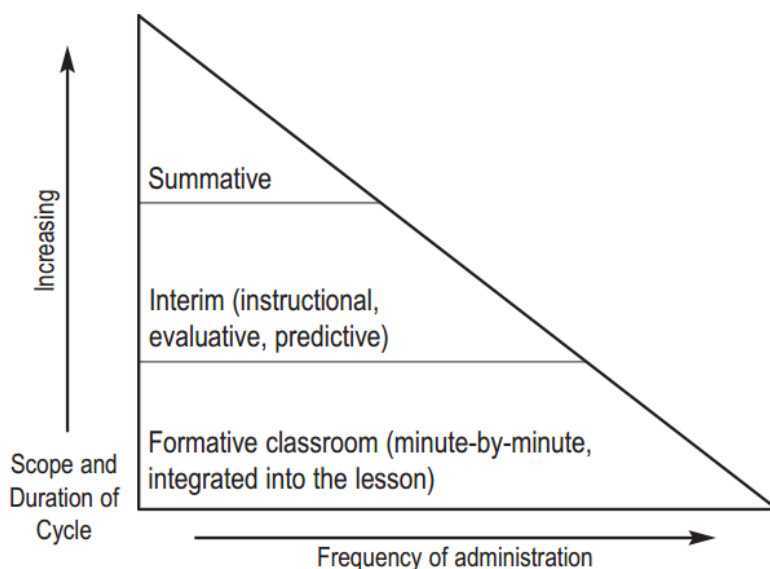 Summative
Increasing
Interim (instructional,
evaluative, predictive)
Formative classroom (minute-by-minute,
integrated into the lesson)
Scope and
Duration of
Cycle
Frequency of administration